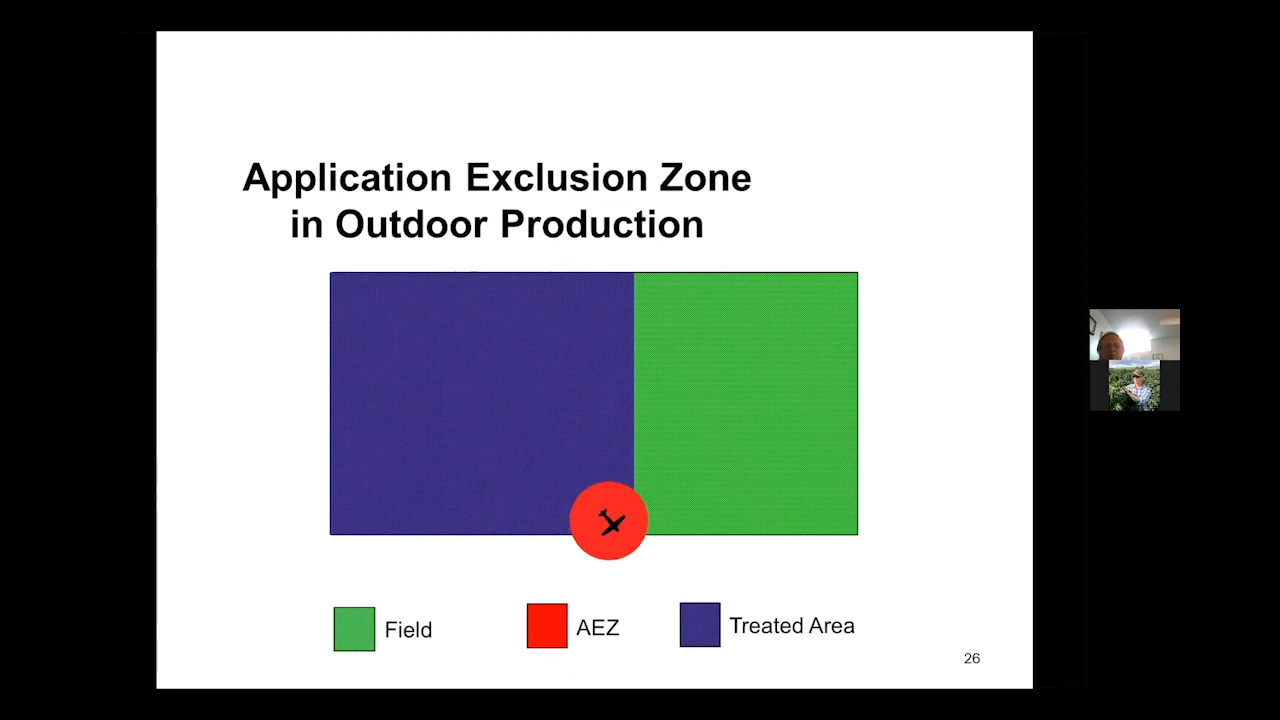 Application Exclusion Zone
in Outdoor Production
Field
AEZ
Treated Area
26